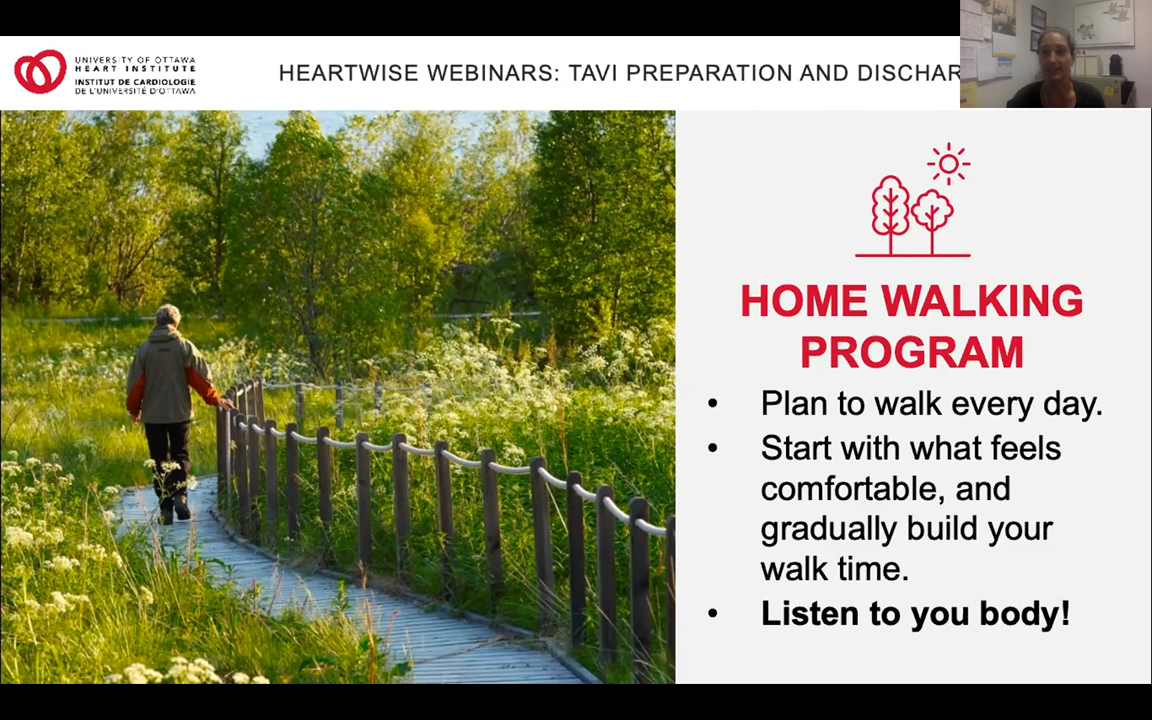 UNIVERSITY OF OTTAWA
HEART INSTITUTE
INSTITUT DE CARDIOLOGIE
DE L'UNIVERSITÉ D'OTTAWA
HEARTWISE WEBINARS: TAVI PREPARATION AND DISCHAR
HOME WALKING
PROGRAM
• Plan to walk every day.
• Start with what feels
comfortable, and
gradually build your
walk time.
• Listen to you body!